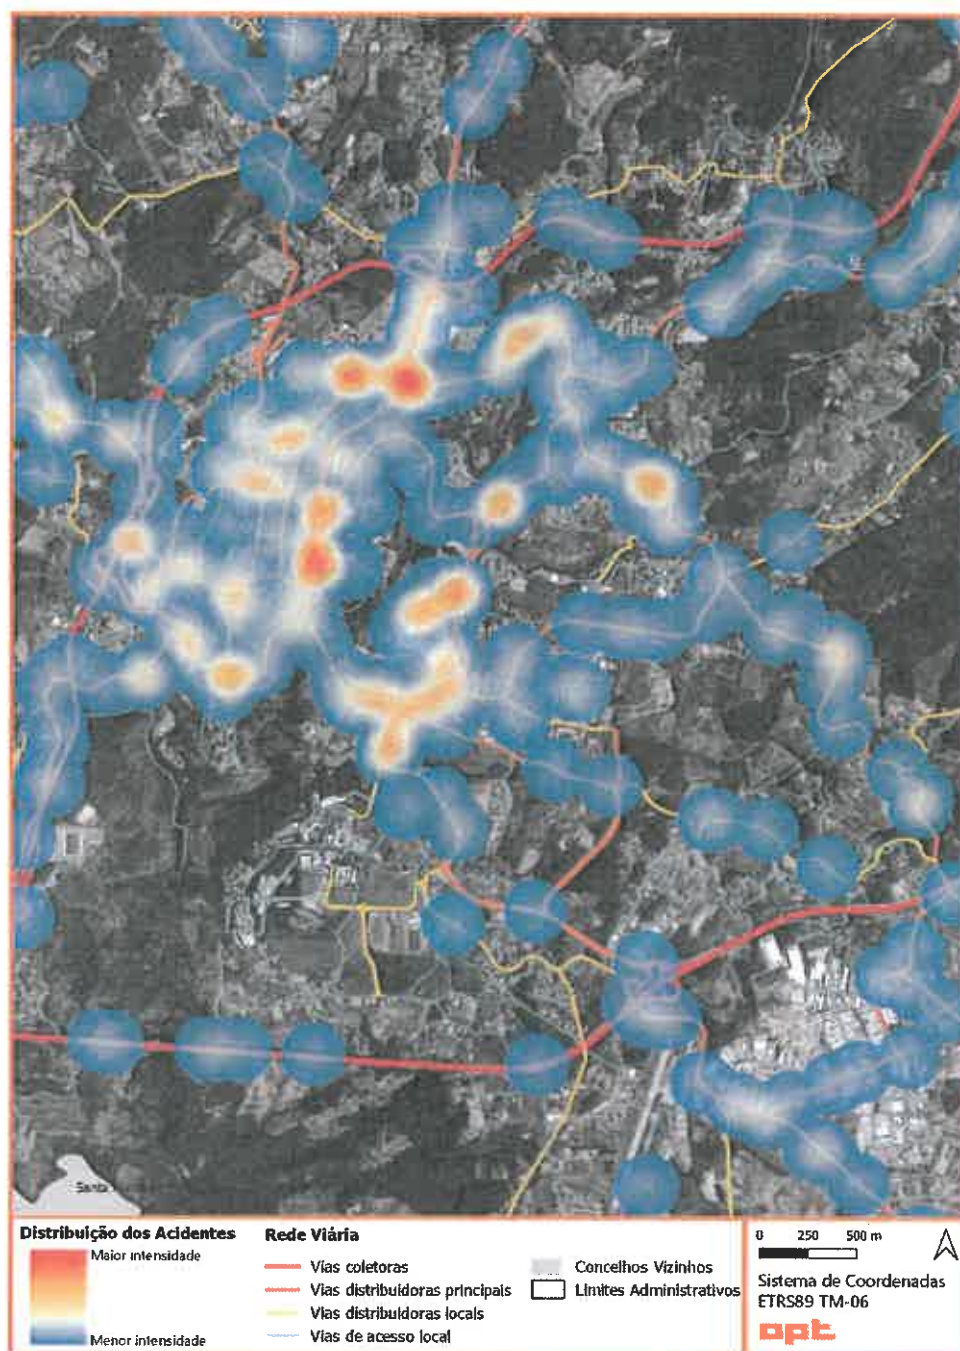 Santa
Distribuição dos Acidentes
Maior intensidade
Menor intensidade
Rede Viária
Vias coletoras
Vias distribuidoras principais
Vias distribuidoras locais
Vias de acesso local
Concelhos Vizinhos
Limites Administrativos
0 250 500 m
Sistema de Coordenadas
ETRS89 TM-06
opt